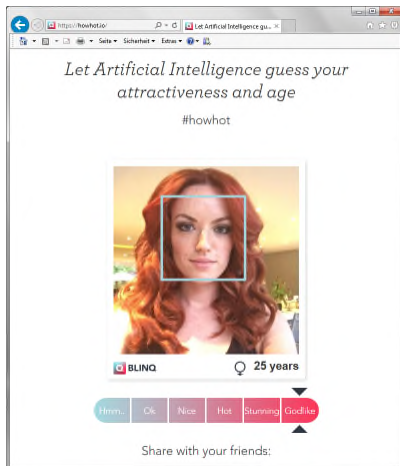 https://howhot.io/
Let Artificial Intelligence gu...
Seite
Sicherheit
Extras
Let Artificial Intelligence guess your
attractiveness and age
#howhot
BLINQ
25 years
Hmm..
Ok
Nice
Hot
Stunning
Godlike
Share with your friends: